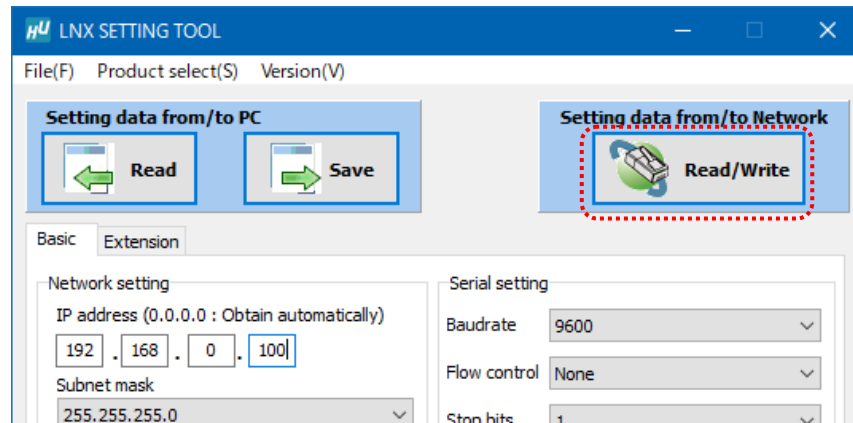 HU LNX SETTING TOOL
File(F) Product select(S) Version(V)
Setting data from/to PC
Read
Save
Setting data from/to Network
Read/Write
Basic
Extension
Network setting
IP address (0.0.0.0 : Obtain automatically)
192 . 168 . 0 . 100
Subnet mask
255.255.255.0
Serial setting
Baudrate 9600
Flow control None
Stop bits 1